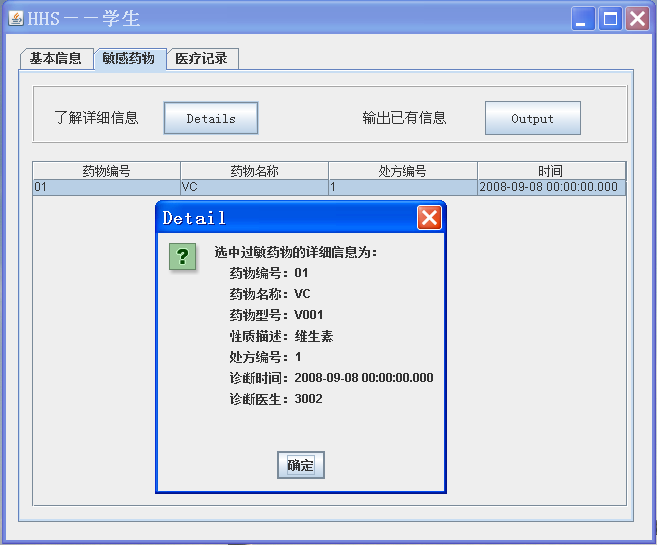 HHS－－学生
基本信息 敏感药物 医疗记录
了解详细信息 Details 输出已有信息 Output
药物编号 药物名称 处方编号 时间
01 VC 1 2008-09-08 00:00:00.000
Detail
?
选中过敏药物的详细信息为：
药物编号：01
药物名称：VC
药物型号：V001
性质描述：维生素
处方编号：1
诊断时间：2008-09-08 00:00:00.000
诊断医生：3002
确定